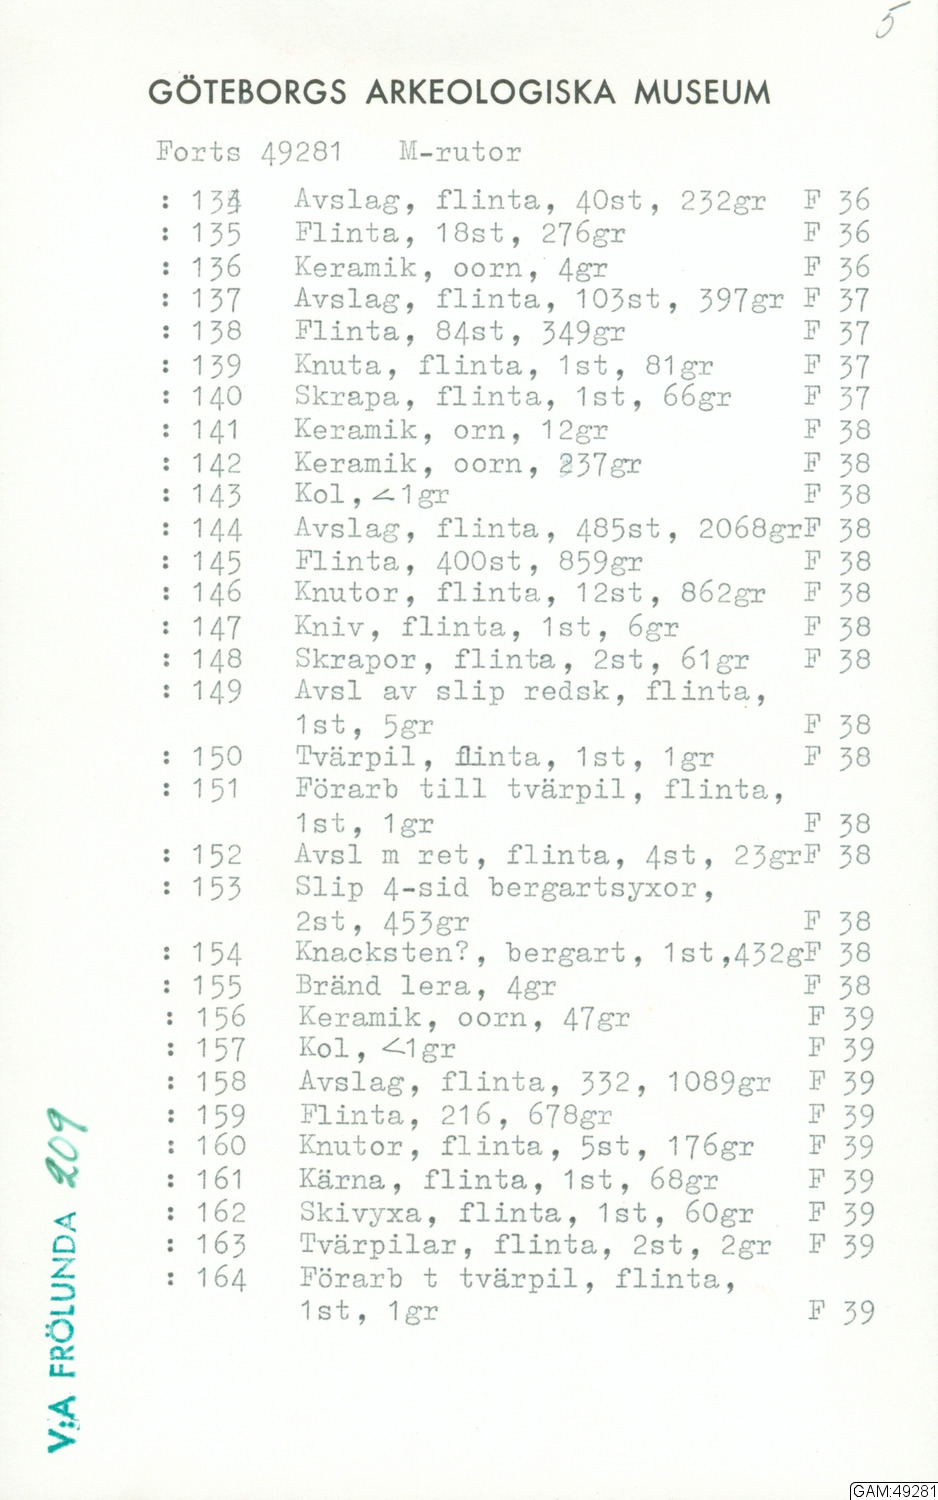 5
GÖTEBORGS ARKEOLOGISKA MUSEUM
Forts 49281 M-rutor
: 134 Avslag, flinta, 40st, 232gr F 36
: 135 Flinta, 18st, 276gr F 36
: 136 Keramik, oorn, 4gr F 36
: 137 Avslag, flinta, 103st, 397gr F 37
: 138 Flinta, 84st, 349gr F 37
: 139 Knuta, flinta, 1st, 81gr F 37
: 140 Skrapa, flinta, 1st, 66gr F 37
: 141 Keramik, orn, 12gr F 38
: 142 Keramik, oorn, 237gr F 38
: 143 Kol, <1gr F 38
: 144 Avslag, flinta, 485st, 2068grF 38
: 145 Flinta, 400st, 859gr F 38
: 146 Knutor, flinta, 12st, 862gr F 38
: 147 Kniv, flinta, 1st, 6gr F 38
: 148 Skrapor, flinta, 2st, 61gr F 38
: 149 Avsl av slip redsk, flinta,
1st, 5gr F 38
: 150 Tvärpil, flinta, 1st, 1gr F 38
: 151 Förarb till tvärpil, flinta,
1st, 1gr F 38
: 152 Avsl m ret, flinta, 4st, 23grF 38
: 153 Slip 4-sid bergartsyxor,
2st, 453gr F 38
: 154 Knacksten?, bergart, 1st,432gF 38
: 155 Bränd lera, 4gr F 38
: 156 Keramik, oorn, 47gr F 39
: 157 Kol, <1gr F 39
: 158 Avslag, flinta, 332, 1089gr F 39
: 159 Flinta, 216, 678gr F 39
: 160 Knutor, flinta, 5st, 176gr F 39
: 161 Kärna, flinta, 1st, 68gr F 39
: 162 Skivyxa, flinta, 1st, 60gr F 39
: 163 Tvärpilar, flinta, 2st, 2gr F 39
: 164 Förarb t tvärpil, flinta,
1st, 1gr F 39
V:A FRÖLUNDA 209
GAM:49281